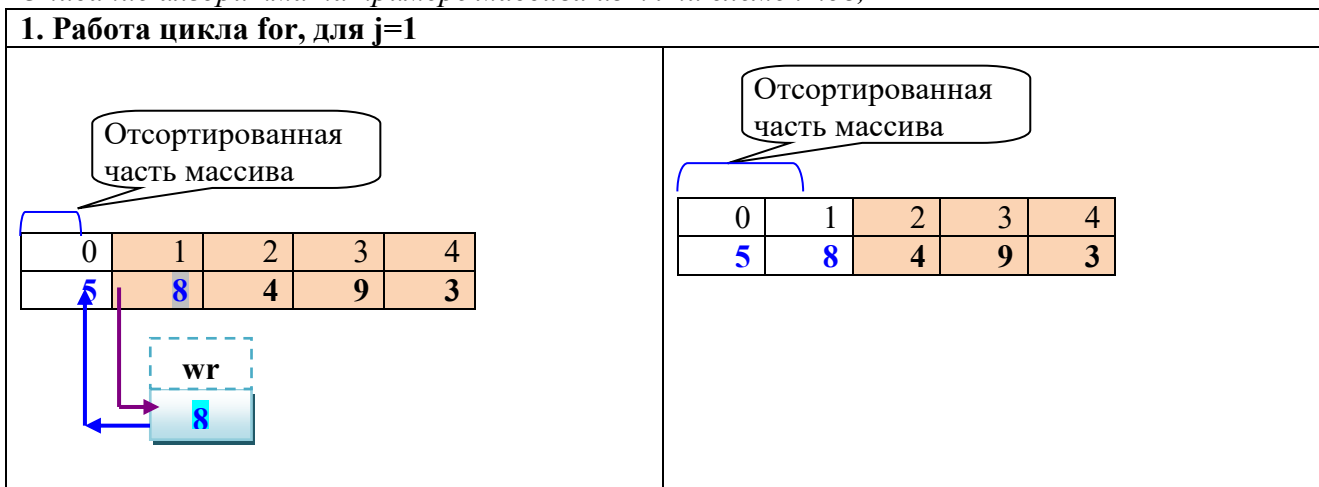 1. Работа цикла for, для j=1
Отсортированная
часть массива
0 1 2 3 4
5 8 4 9 3
wr
8
Отсортированная
часть массива
0 1 2 3 4
5 8 4 9 3